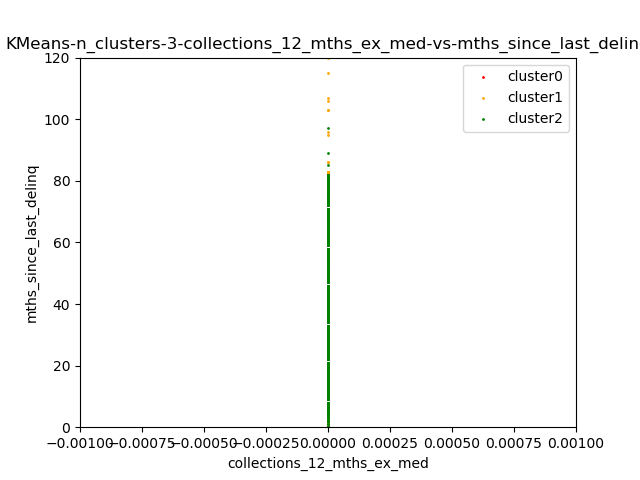 KMeans-n_clusters-3-collections_12_mths_ex_med-vs-mths_since_last_delin
120
100
80
60
40
20
0
mths_since_last_delinq
cluster0
cluster1
cluster2
−0.00100 −0.00075 −0.00050 −0.00025 0.00000 0.00025 0.00050 0.00075 0.00100
collections_12_mths_ex_med